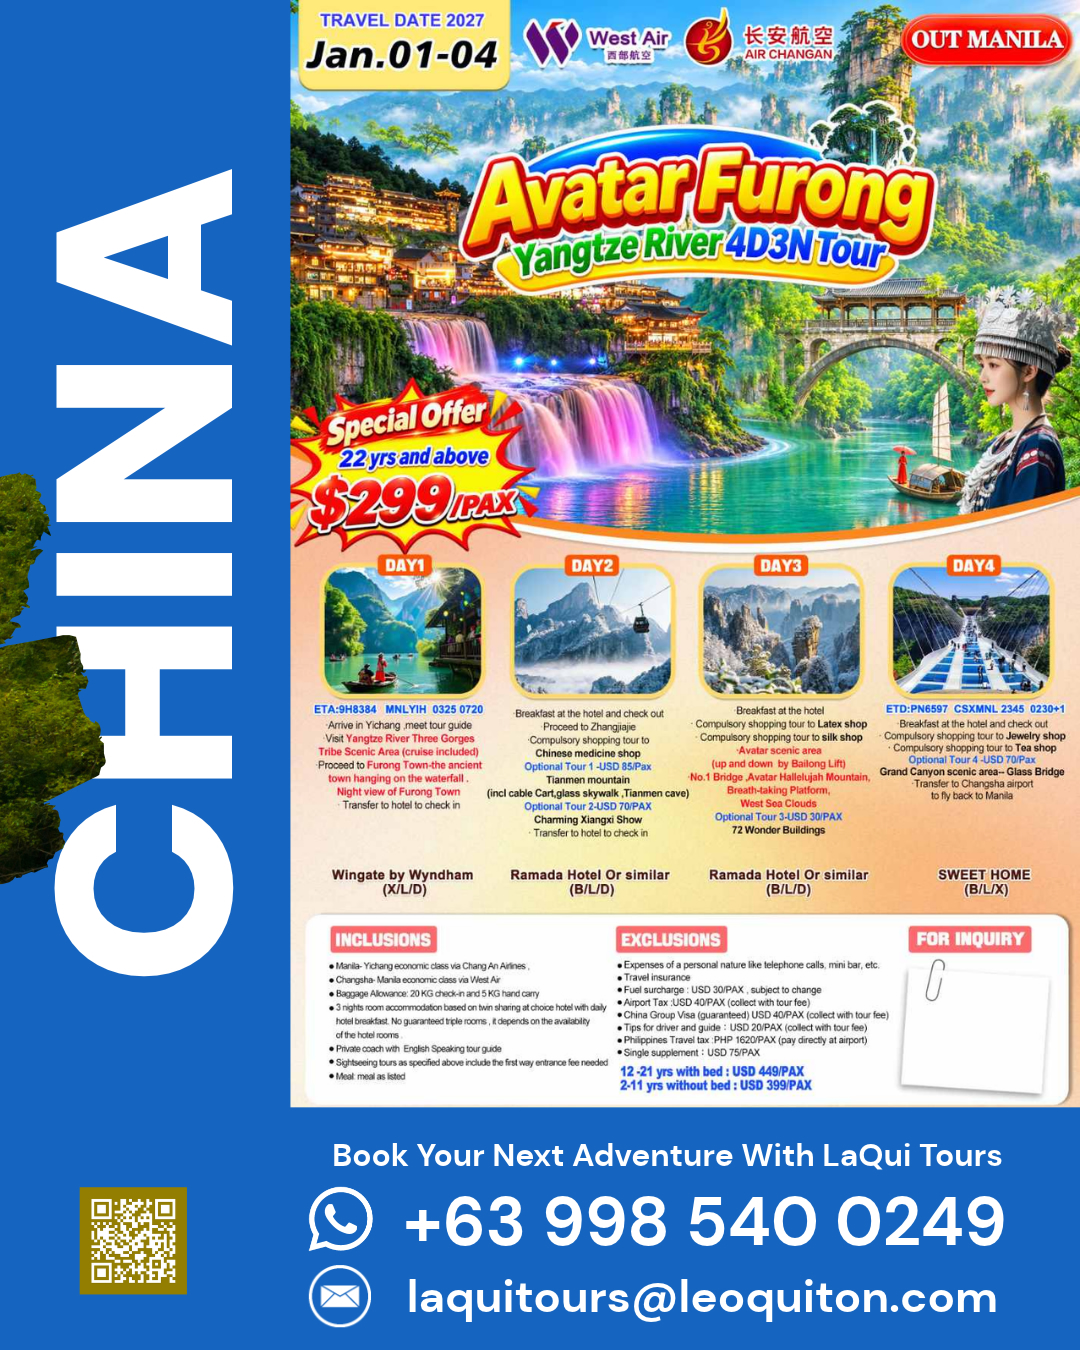 CHINA
TRAVEL DATE 2027
Jan.01-04
West Air
西部航空
长安航空
AIR CHANGAN
OUT MANILA
Avatar Furong
Yangtze River 4D3N Tour
Special Offer
22 yrs and above
$299/PAX
DAY1
ETA:9H8384 MNLYIH 0325 0720
·Arrive in Yichang ,meet tour guide
·Visit Yangtze River Three Gorges
Tribe Scenic Area (cruise included)
·Proceed to Furong Town-the ancient
town hanging on the waterfall .
Night view of Furong Town
· Transfer to hotel to check in
Wingate by Wyndham
(X/L/D)
DAY2
·Breakfast at the hotel and check out
·Proceed to Zhangjiajie
·Compulsory shopping tour to
Chinese medicine shop
Optional Tour 1 -USD 85/Pax
Tianmen mountain
(incl cable Cart,glass skywalk ,Tianmen cave)
Optional Tour 2-USD 70/PAX
Charming Xiangxi Show
· Transfer to hotel to check in
Ramada Hotel Or similar
(B/L/D)
DAY3
·Breakfast at the hotel
· Compulsory shopping tour to Latex shop
· Compulsory shopping tour to silk shop
·Avatar scenic area
(up and down by Bailong Lift)
·No.1 Bridge ,Avatar Hallelujah Mountain,
Breath-taking Platform,
West Sea Clouds
Optional Tour 3-USD 30/PAX
72 Wonder Buildings
Ramada Hotel Or similar
(B/L/D)
DAY4
ETD:PN6597 CSXMNL 2345 0230+1
·Breakfast at the hotel and check out
· Compulsory shopping tour to Jewelry shop
· Compulsory shopping tour to Tea shop
Optional Tour 4 -USD 70/Pax
Grand Canyon scenic area-- Glass Bridge
·Transfer to Changsha airport
to fly back to Manila
SWEET HOME
(B/L/X)
INCLUSIONS
● Manila- Yichang economic class via Chang An Airlines ,
● Changsha- Manila economic class via West Air
● Baggage Allowance: 20 KG check-in and 5 KG hand carry
● 3 nights room accommodation based on twin sharing at choice hotel with daily
hotel breakfast. No guaranteed triple rooms , it depends on the availability
of the hotel rooms .
● Private coach with English Speaking tour guide
● Sightseeing tours as specified above include the first way entrance fee needed
● Meal: meal as listed
EXCLUSIONS
● Expenses of a personal nature like telephone calls, mini bar, etc.
● Travel insurance
● Fuel surcharge : USD 30/PAX , subject to change
● Airport Tax :USD 40/PAX (collect with tour fee)
● China Group Visa (guaranteed) USD 40/PAX (collect with tour fee)
● Tips for driver and guide : USD 20/PAX (collect with tour fee)
● Philippines Travel tax :PHP 1620/PAX (pay directly at airport)
● Single supplement : USD 75/PAX
12 -21 yrs with bed : USD 449/PAX
2-11 yrs without bed : USD 399/PAX
FOR INQUIRY
Book Your Next Adventure With LaQui Tours
+63 998 540 0249
laquitours@leoquiton.com